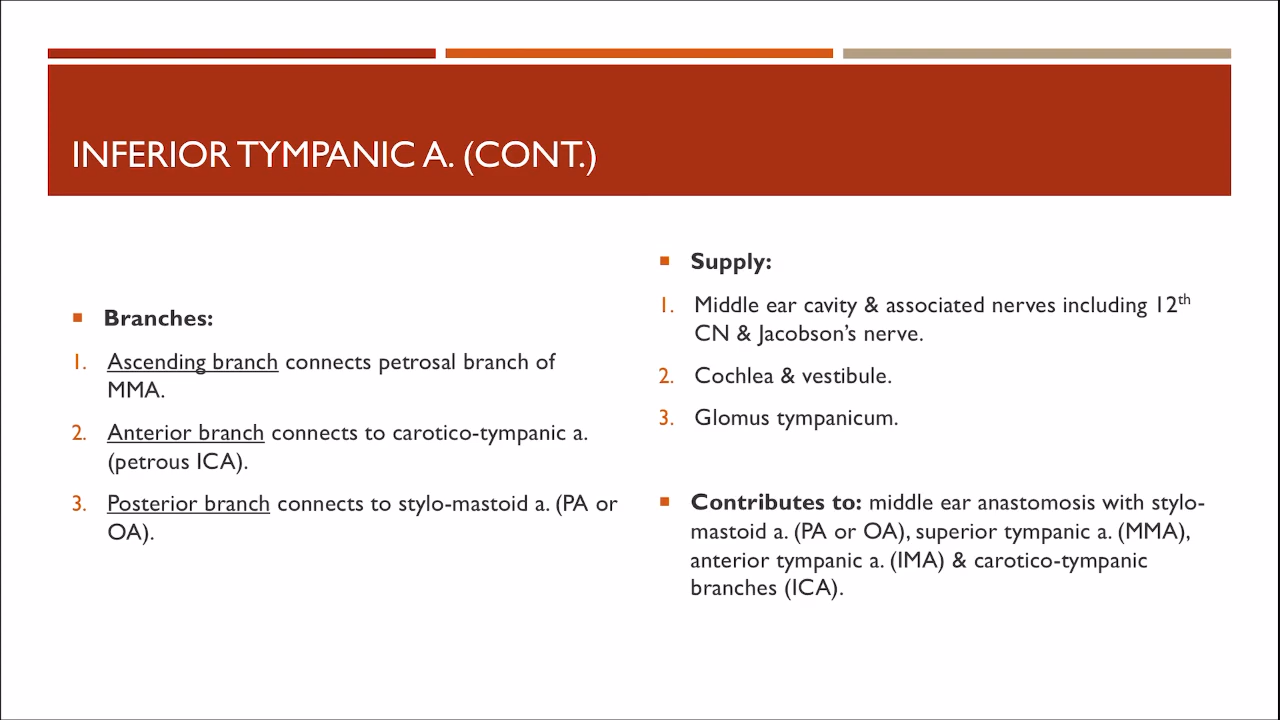 INFERIOR TYMPANIC A. (CONT.)
▪ Branches:
1. Ascending branch connects petrosal branch of
MMA.
2. Anterior branch connects to carotico-tympanic a.
(petrous ICA).
3. Posterior branch connects to stylo-mastoid a. (PA or
OA).
▪ Supply:
1. Middle ear cavity & associated nerves including 12th
CN & Jacobson’s nerve.
2. Cochlea & vestibule.
3. Glomus tympanicum.
▪ Contributes to: middle ear anastomosis with stylo-
mastoid a. (PA or OA), superior tympanic a. (MMA),
anterior tympanic a. (IMA) & carotico-tympanic
branches (ICA).